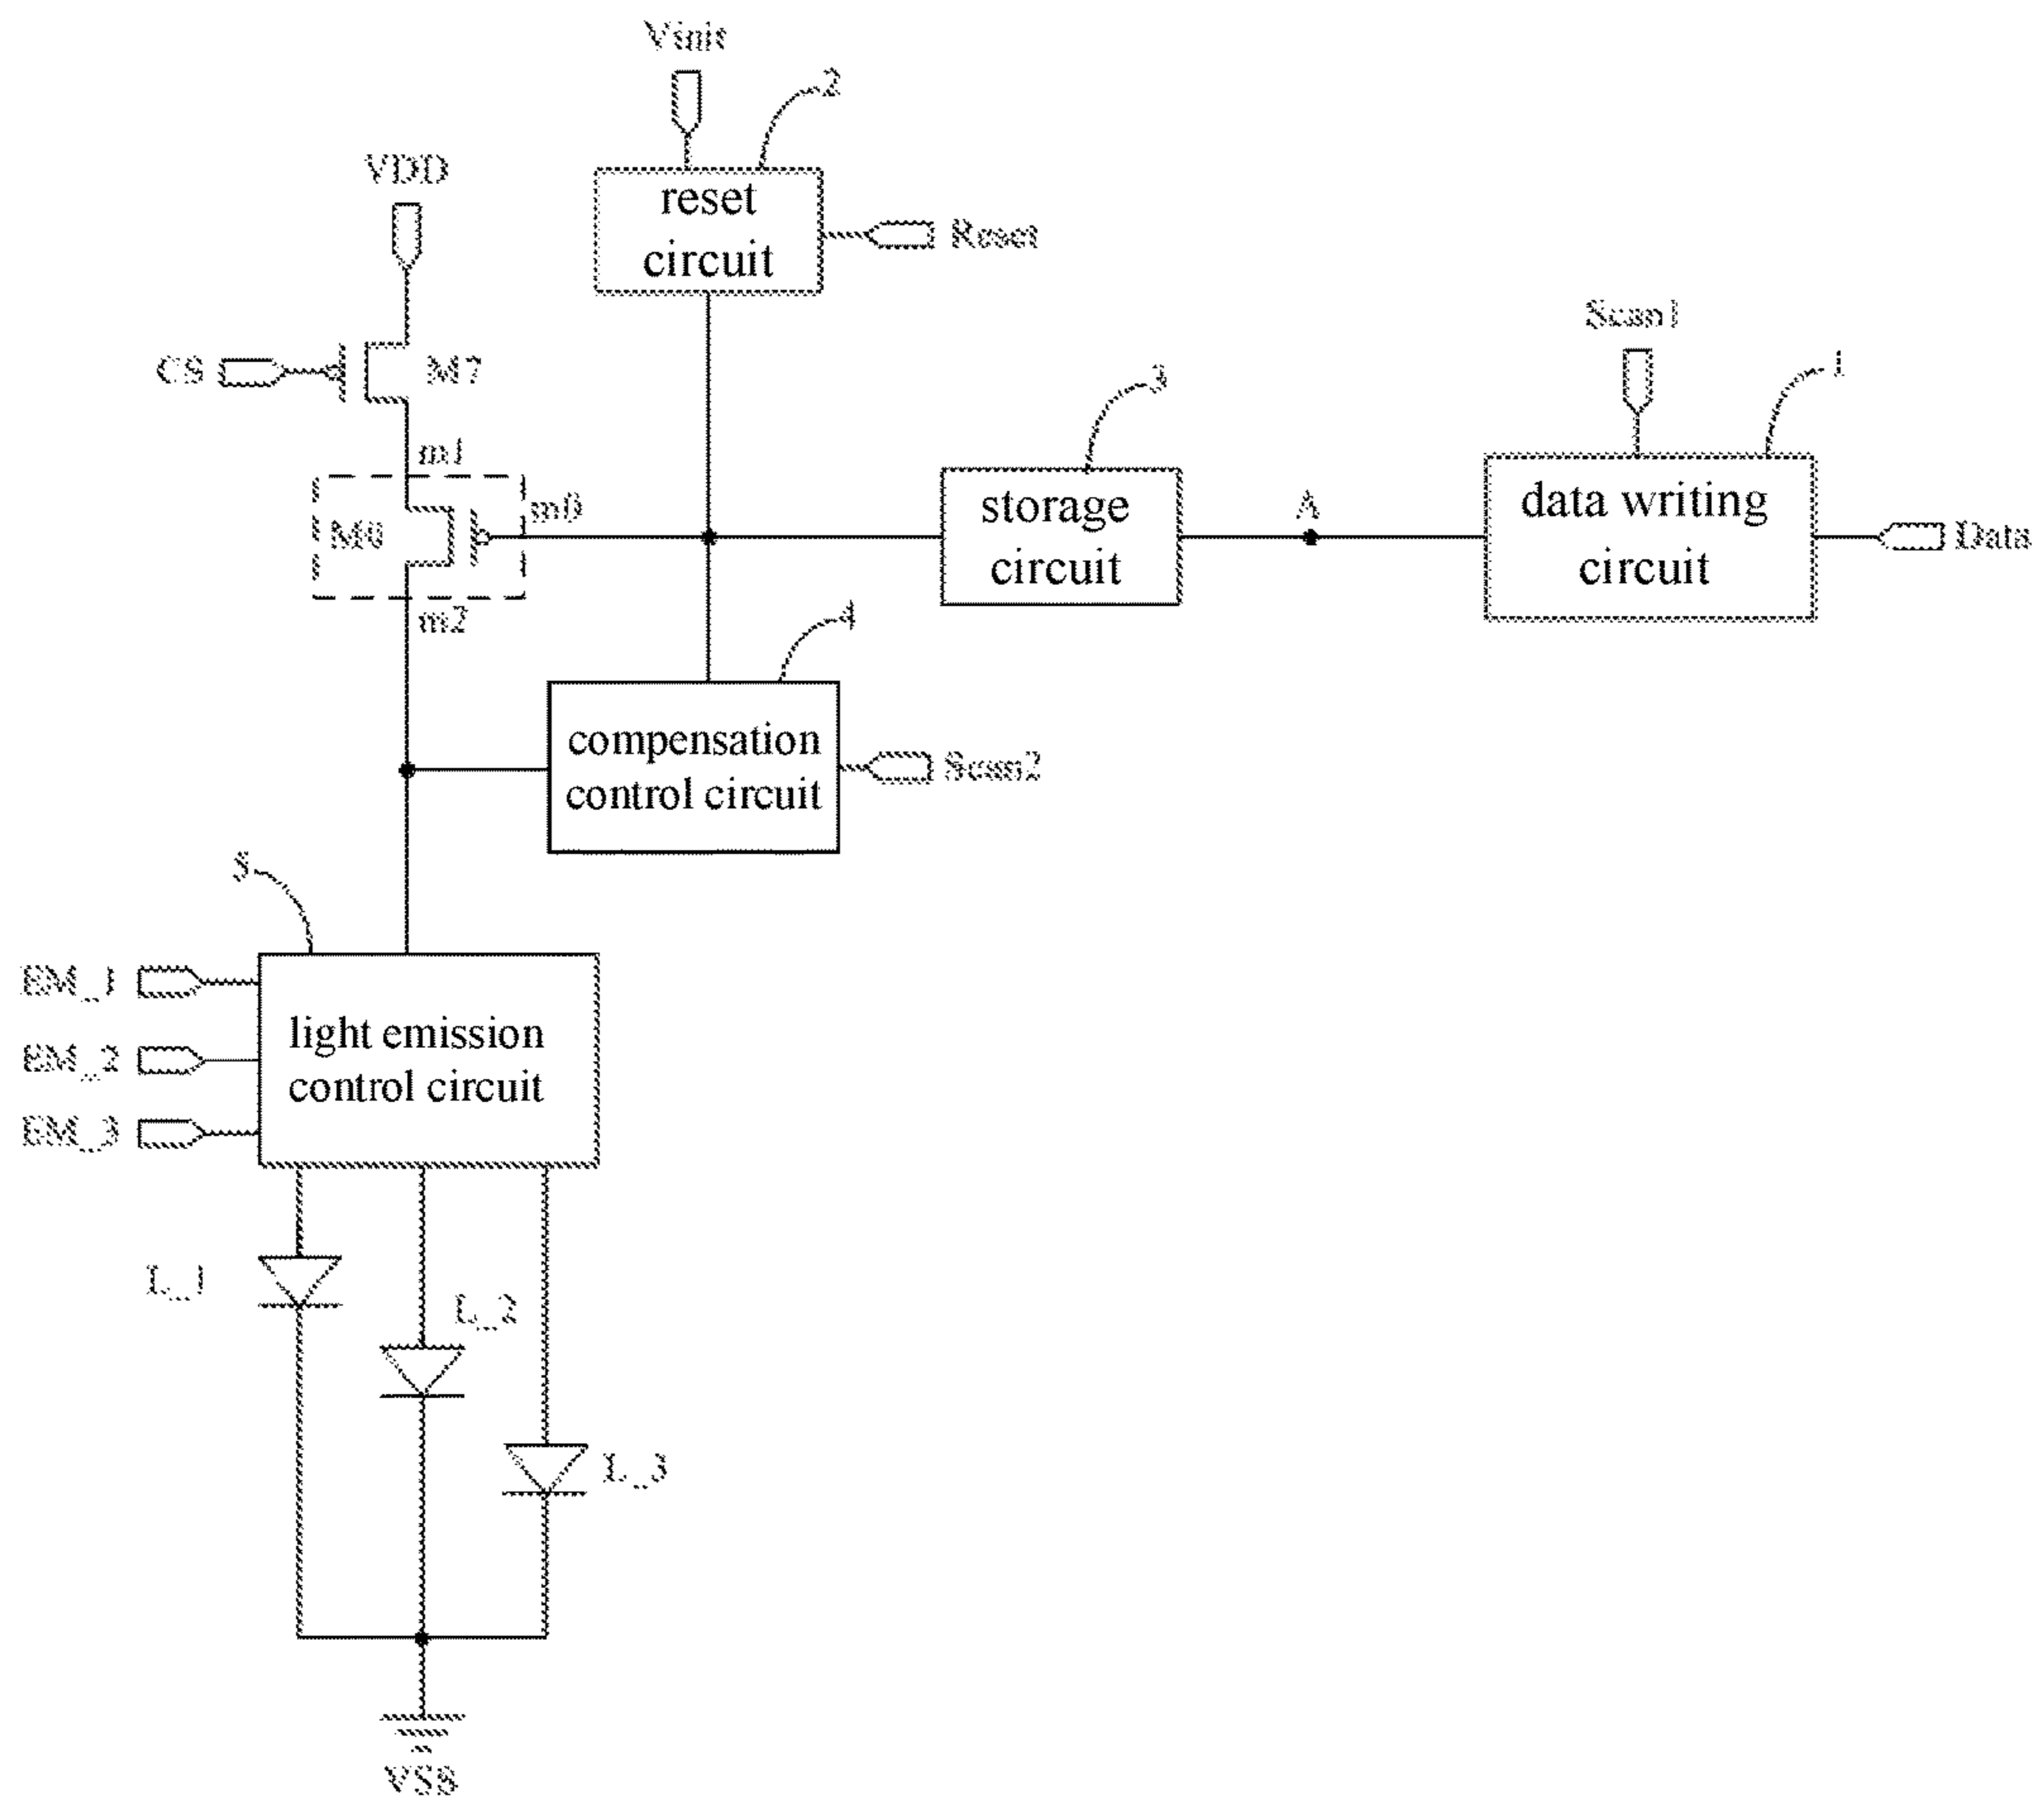 Vinit
2
VDD
reset
circuit
Reset
Scan1
CS
M7
3
1
m1
m0
M0
storage
circuit
A
data writing
circuit
Data
m2
4
compensation
control circuit
Scan2
5
EM_1
EM_2
EM_3
light emission
control circuit
L_1
L_2
L_3
VSS